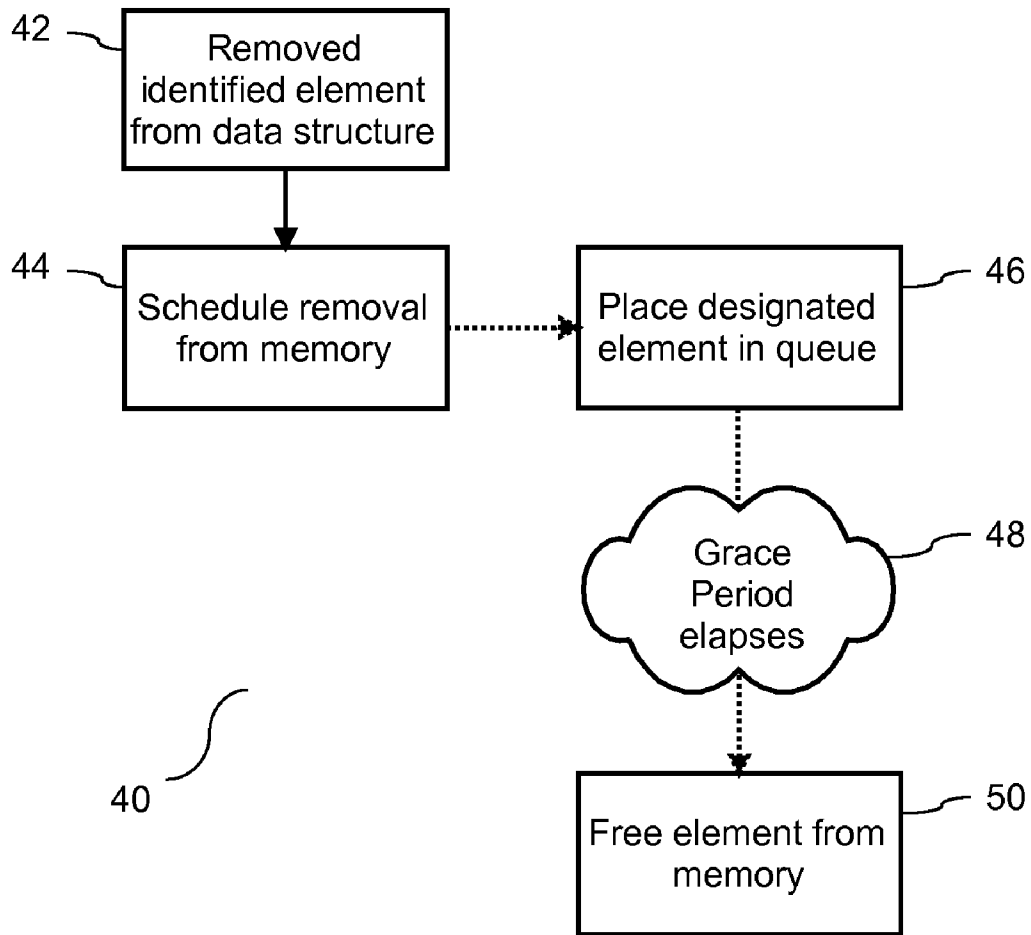 42
Removed
identified element
from data structure
44
Schedule removal
from memory
46
Place designated
element in queue
48
Grace
Period
elapses
40
50
Free element from
memory